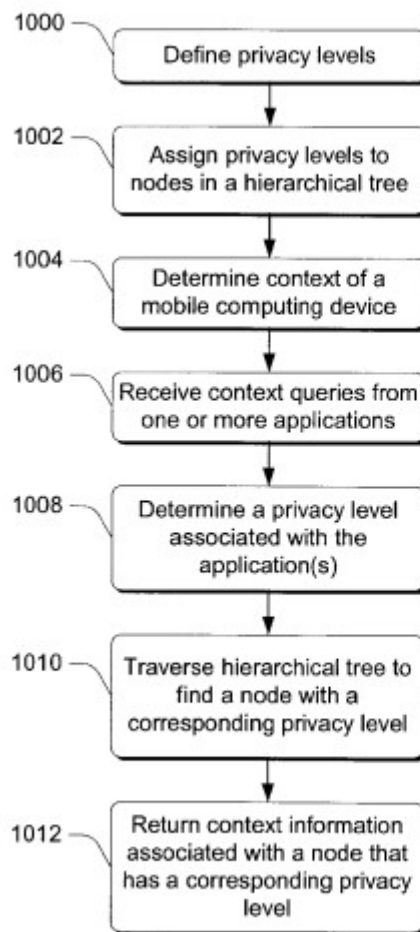 1000
Define privacy levels
1002
Assign privacy levels to
nodes in a hierarchical tree
1004
Determine context of a
mobile computing device
1006
Receive context queries from
one or more applications
1008
Determine a privacy level
associated with the
application(s)
1010
Traverse hierarchical tree to
find a node with a
corresponding privacy level
1012
Return context information
associated with a node that
has a corresponding privacy
level